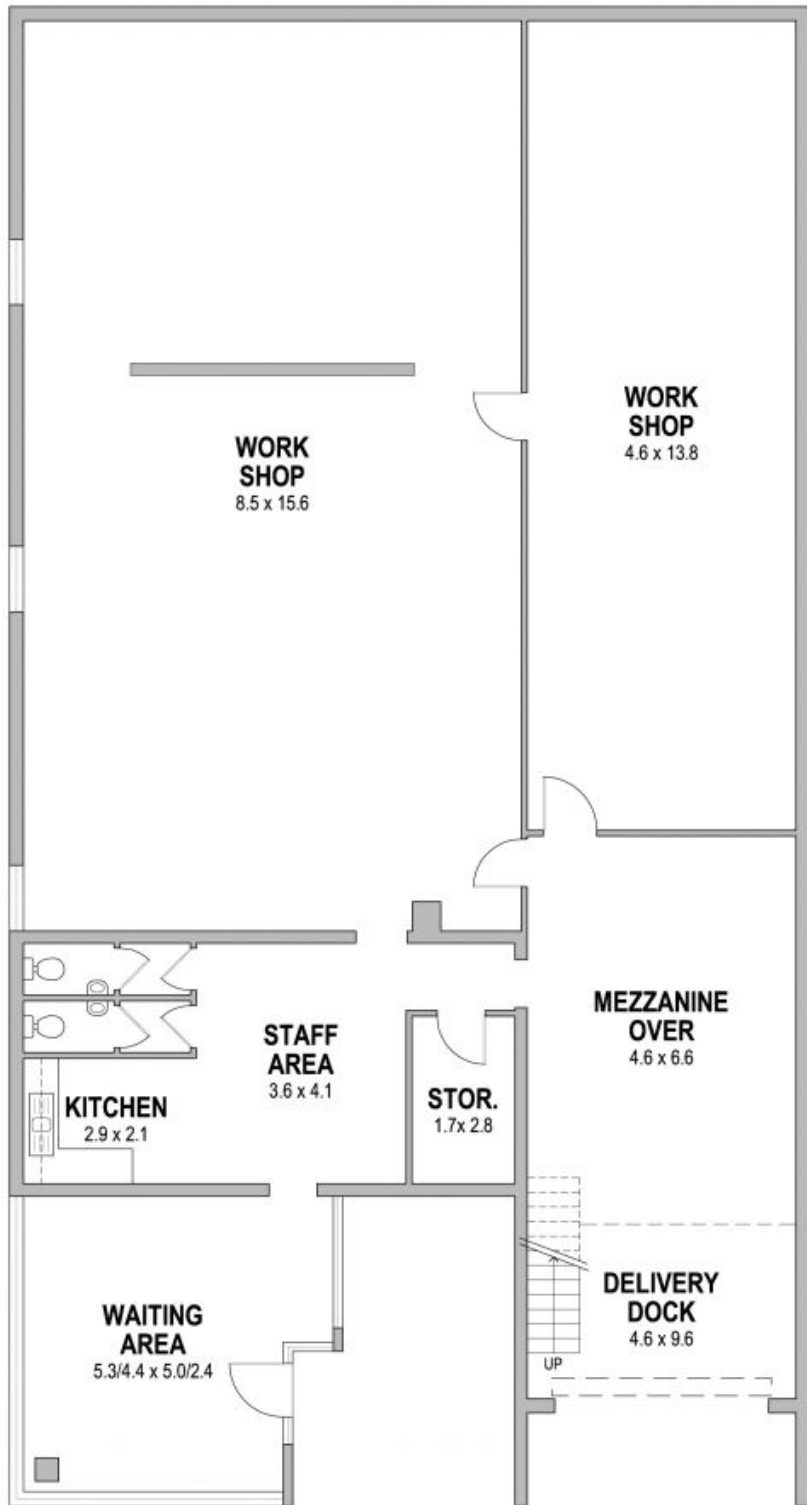 WORK
SHOP
8.5 x 15.6
WORK
SHOP
4.6 x 13.8
MEZZANINE
OVER
4.6 x 6.6
STAFF
AREA
3.6 x 4.1
STOR.
1.7x 2.8
KITCHEN
2.9 x 2.1
WAITING
AREA
5.3/4.4 x 5.0/2.4
DELIVERY
DOCK
4.6 x 9.6
UP